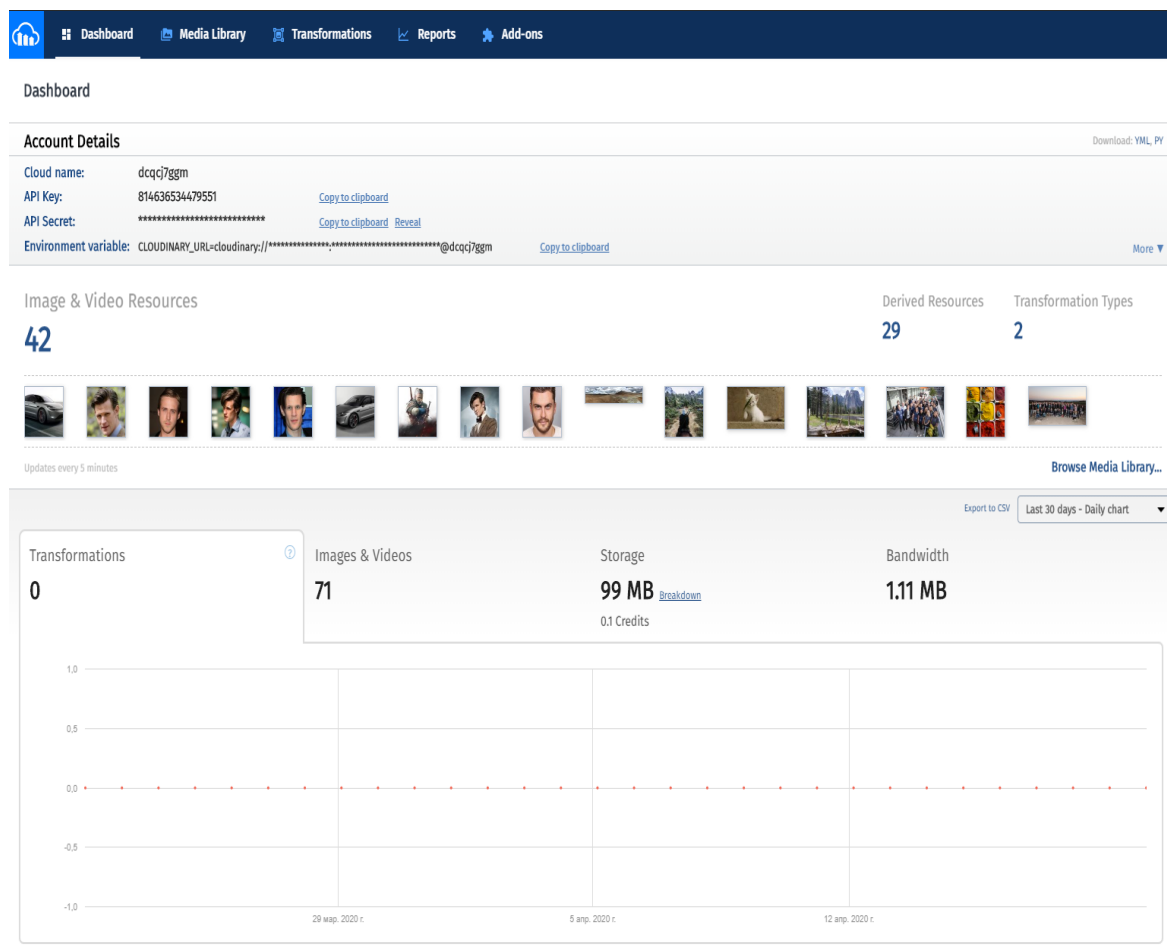 Dashboard Media Library Transformations Reports Add-ons
Dashboard
Account Details Download: YML, PY
Cloud name: dcqcj7ggm
API Key: 814636534479551 Copy to clipboard
API Secret: *************************** Copy to clipboard Reveal
Environment variable: CLOUDINARY_URL=cloudinary://***************:***************************@dcqcj7ggm Copy to clipboard More ▼
Image & Video Resources Derived Resources Transformation Types
42 29 2
Updates every 5 minutes Browse Media Library...
Export to CSV Last 30 days - Daily chart
Transformations ? Images & Videos Storage Bandwidth
0 71 99 MB Breakdown 1.11 MB
0.1 Credits
1,0
0,5
0,0
-0,5
-1,0
29 мар. 2020 г. 5 апр. 2020 г. 12 апр. 2020 г.